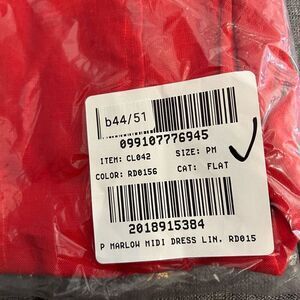 b44/51
099107776945
ITEM: CL042 SIZE: PM
COLOR: RD0156 CAT: FLAT
2018915384
P MARLOW MIDI DRESS LIN. RD015